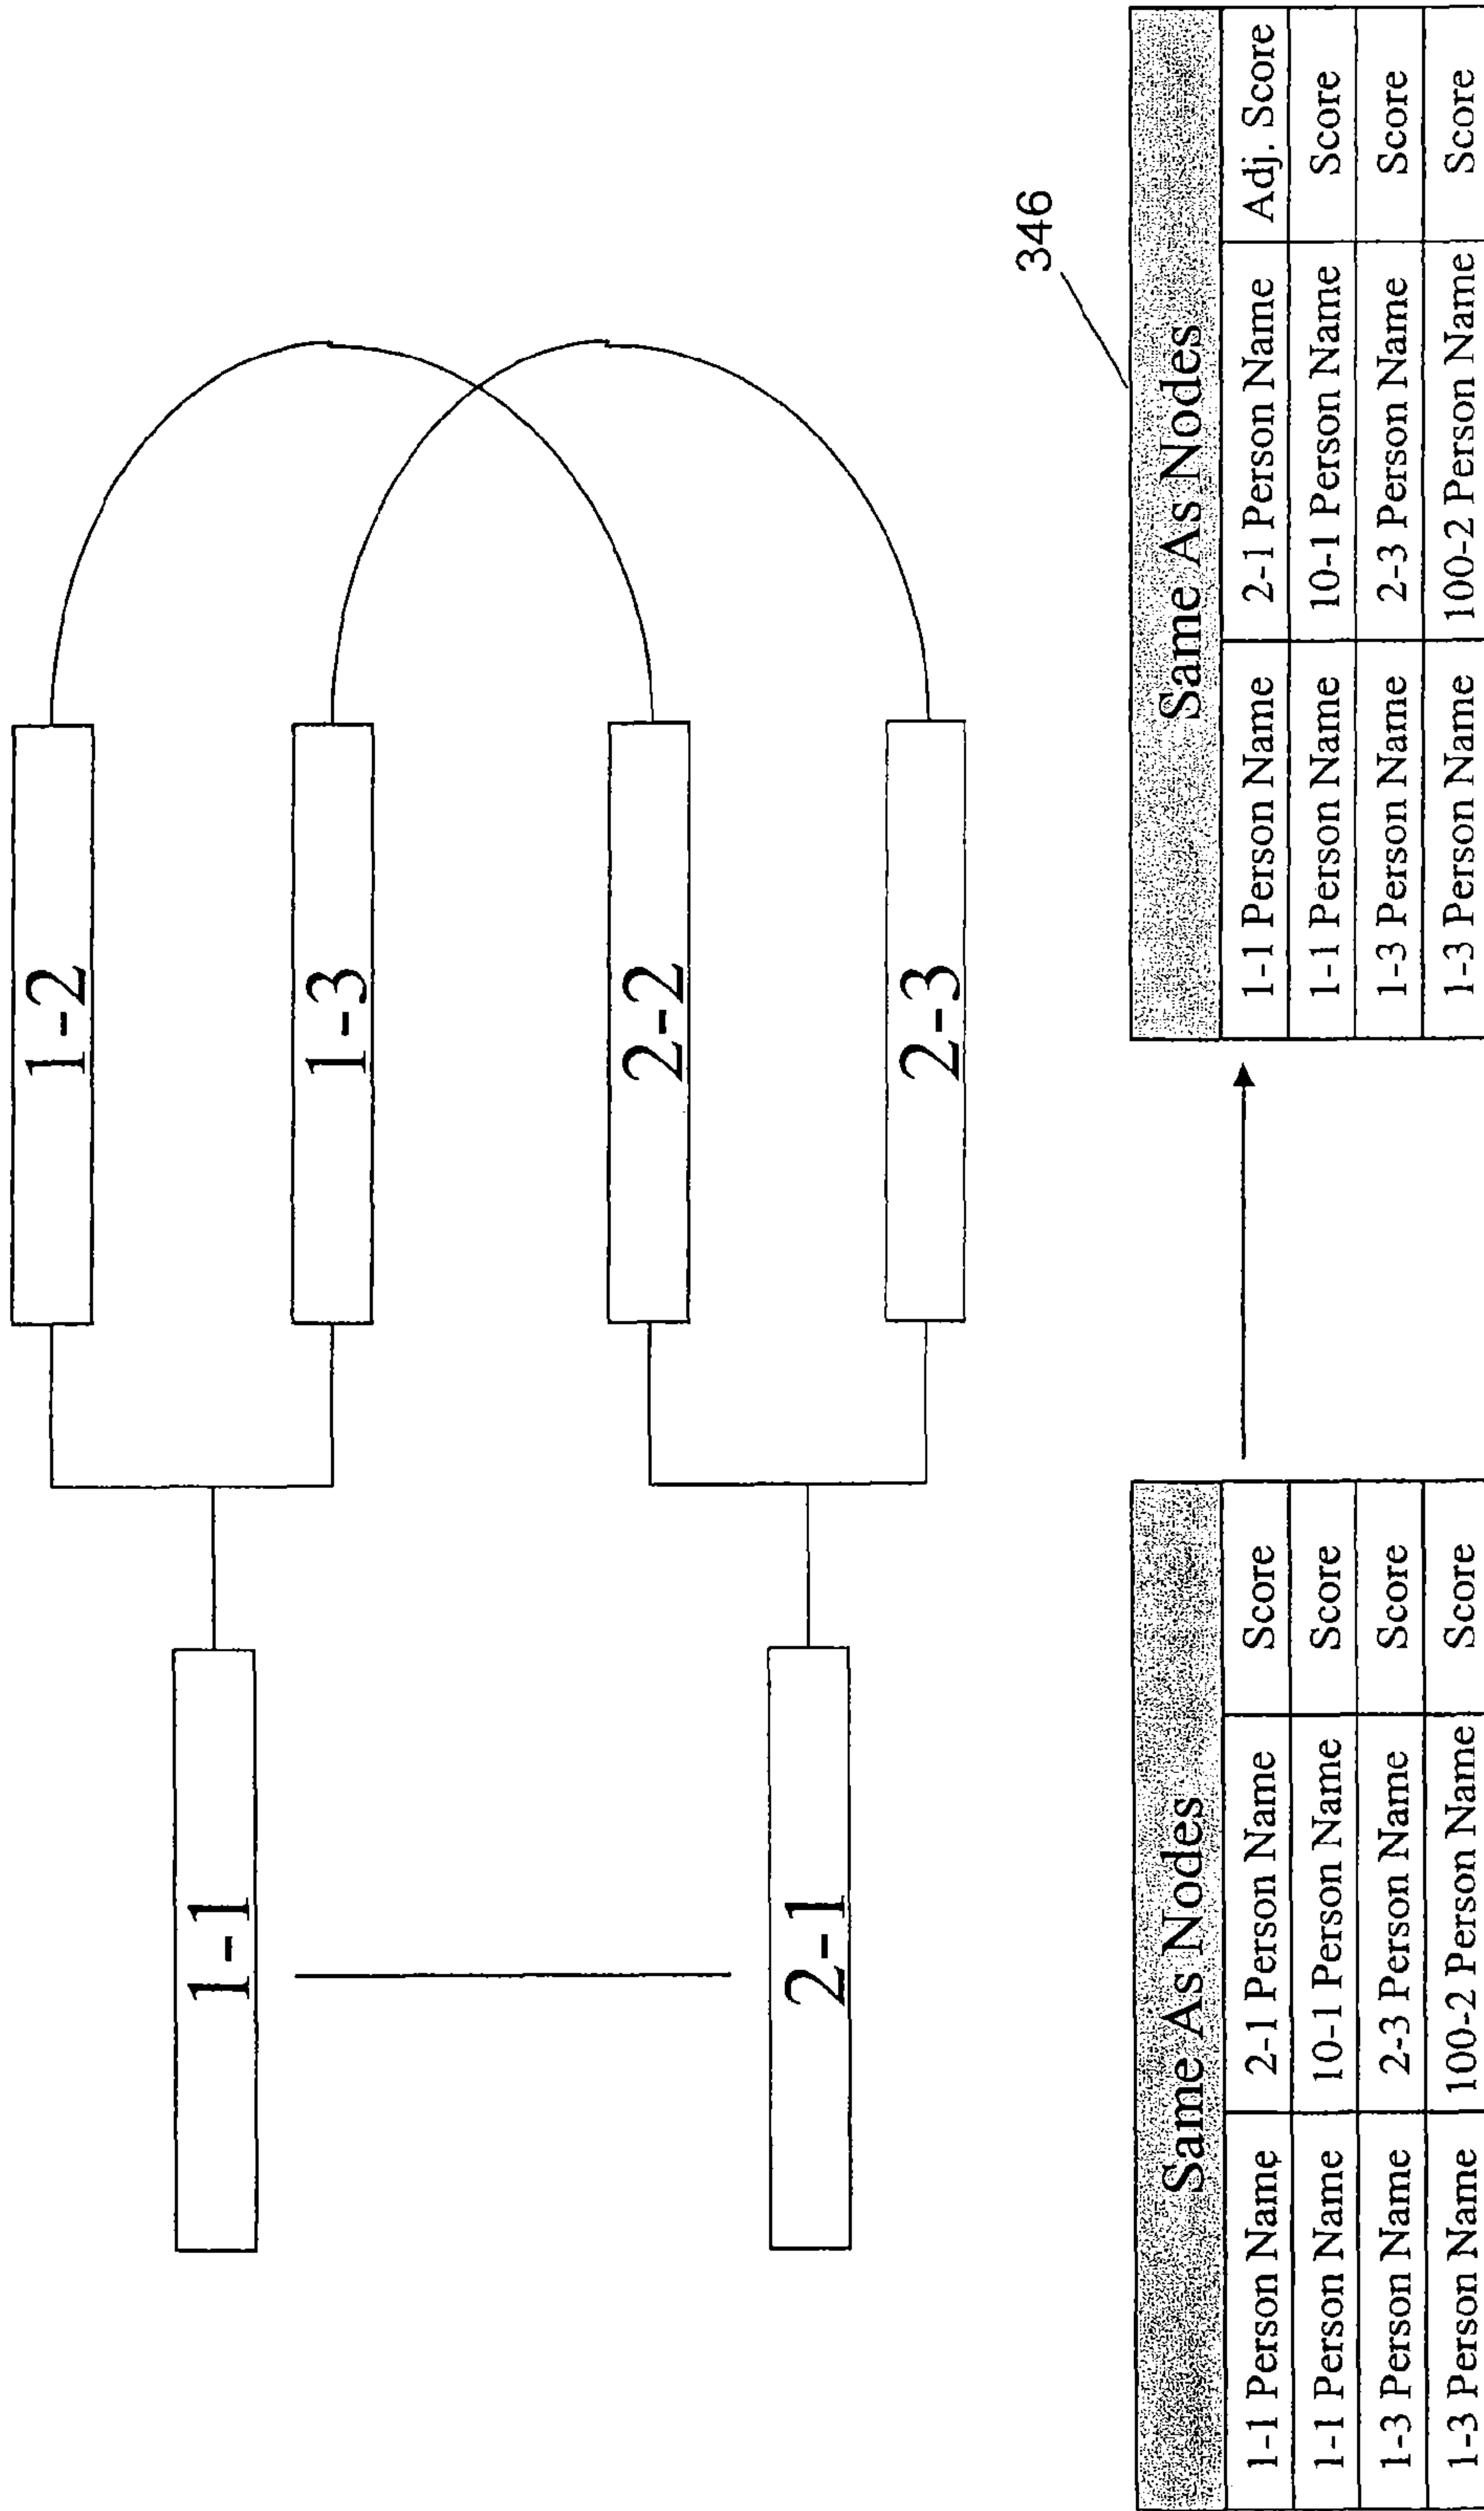 1-2
1-1
1-3
2-2
2-1
2-3
346
Same As Nodes
1-1 Person Name 2-1 Person Name Score
1-1 Person Name 10-1 Person Name Score
1-3 Person Name 2-3 Person Name Score
1-3 Person Name 100-2 Person Name Score
Same As Nodes
1-1 Person Name 2-1 Person Name Adj. Score
1-1 Person Name 10-1 Person Name Score
1-3 Person Name 2-3 Person Name Score
1-3 Person Name 100-2 Person Name Score